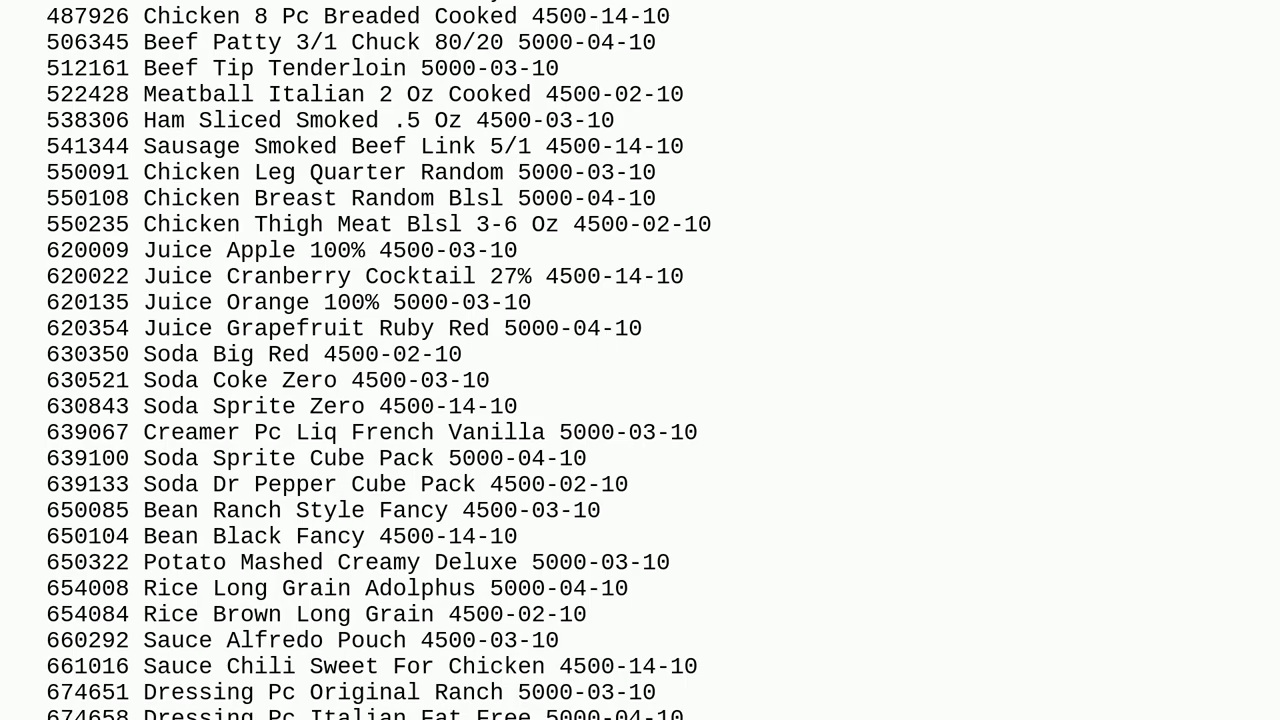 487926 Chicken 8 Pc Breaded Cooked 4500-14-10
506345 Beef Patty 3/1 Chuck 80/20 5000-04-10
512161 Beef Tip Tenderloin 5000-03-10
522428 Meatball Italian 2 Oz Cooked 4500-02-10
538306 Ham Sliced Smoked .5 Oz 4500-03-10
541344 Sausage Smoked Beef Link 5/1 4500-14-10
550091 Chicken Leg Quarter Random 5000-03-10
550108 Chicken Breast Random Blsl 5000-04-10
550235 Chicken Thigh Meat Blsl 3-6 Oz 4500-02-10
620009 Juice Apple 100% 4500-03-10
620022 Juice Cranberry Cocktail 27% 4500-14-10
620135 Juice Orange 100% 5000-03-10
620354 Juice Grapefruit Ruby Red 5000-04-10
630350 Soda Big Red 4500-02-10
630521 Soda Coke Zero 4500-03-10
630843 Soda Sprite Zero 4500-14-10
639067 Creamer Pc Liq French Vanilla 5000-03-10
639100 Soda Sprite Cube Pack 5000-04-10
639133 Soda Dr Pepper Cube Pack 4500-02-10
650085 Bean Ranch Style Fancy 4500-03-10
650104 Bean Black Fancy 4500-14-10
650322 Potato Mashed Creamy Deluxe 5000-03-10
654008 Rice Long Grain Adolphus 5000-04-10
654084 Rice Brown Long Grain 4500-02-10
660292 Sauce Alfredo Pouch 4500-03-10
661016 Sauce Chili Sweet For Chicken 4500-14-10
674651 Dressing Pc Original Ranch 5000-03-10
674658 Dressing Pc Italian Fat Free 5000-04-10